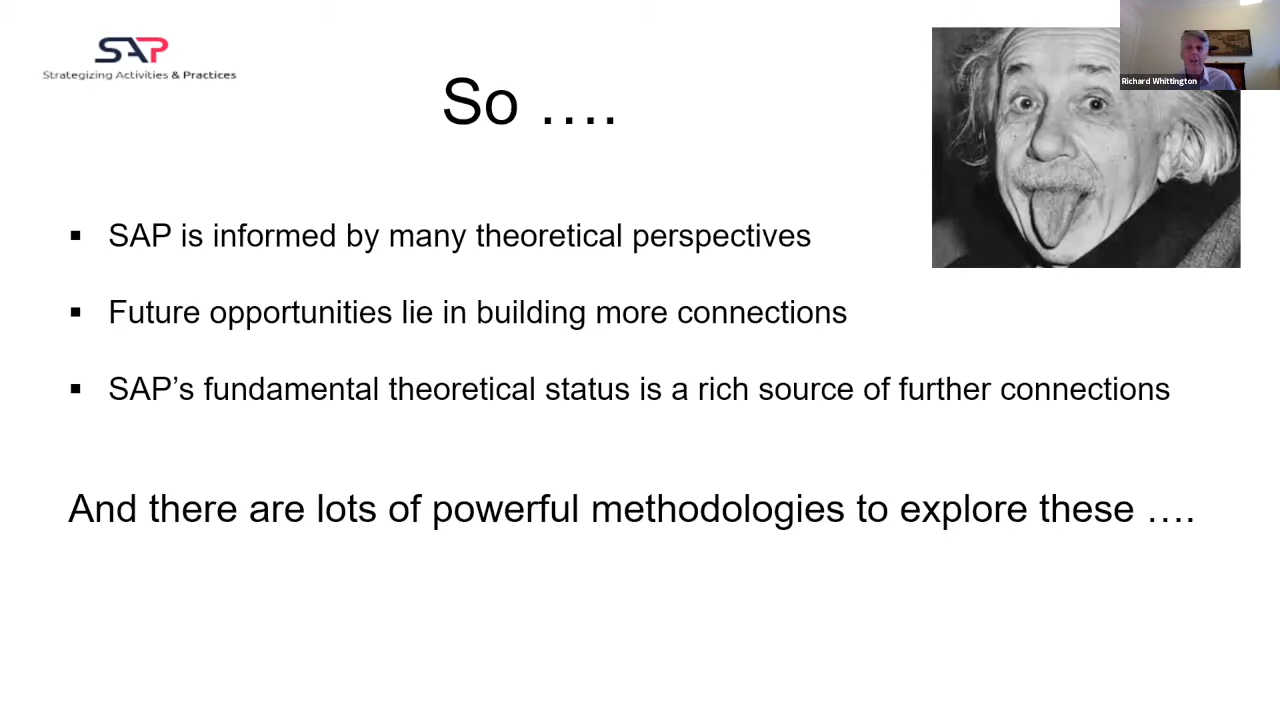 SAP
Strategizing Activities & Practices
Richard Whittington
So ….
▪ SAP is informed by many theoretical perspectives
▪ Future opportunities lie in building more connections
▪ SAP’s fundamental theoretical status is a rich source of further connections
And there are lots of powerful methodologies to explore these ….